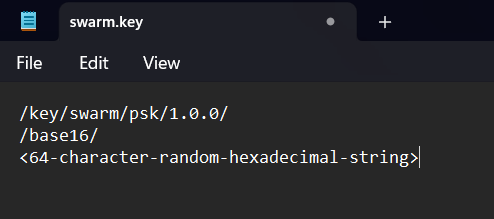 swarm.key
File Edit View
/key/swarm/psk/1.0.0/
/base16/
<64-character-random-hexadecimal-string>